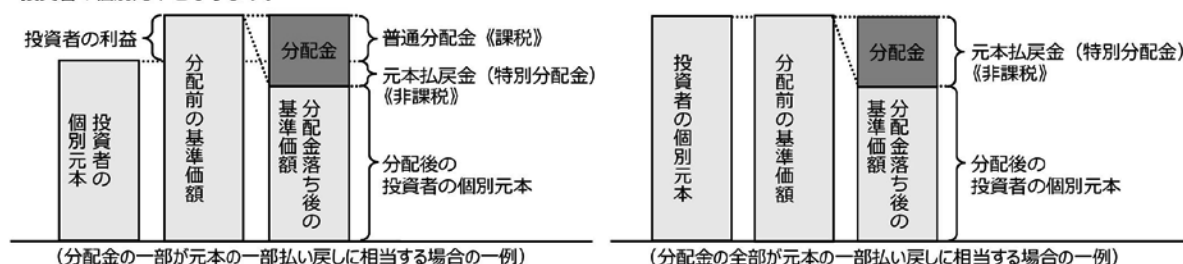 投資者の利益
投資者の
個別元本
分配前の基準価額
分配金
分配金落ち後の
基準価額
普通分配金《課税》
元本払戻金（特別分配金）
《非課税》
分配後の
投資者の個別元本
（分配金の一部が元本の一部払い戻しに相当する場合の一例）
投資者の個別元本
分配前の基準価額
分配金
分配金落ち後の
基準価額
元本払戻金（特別分配金）
《非課税》
分配後の
投資者の個別元本
（分配金の全部が元本の一部払い戻しに相当する場合の一例）